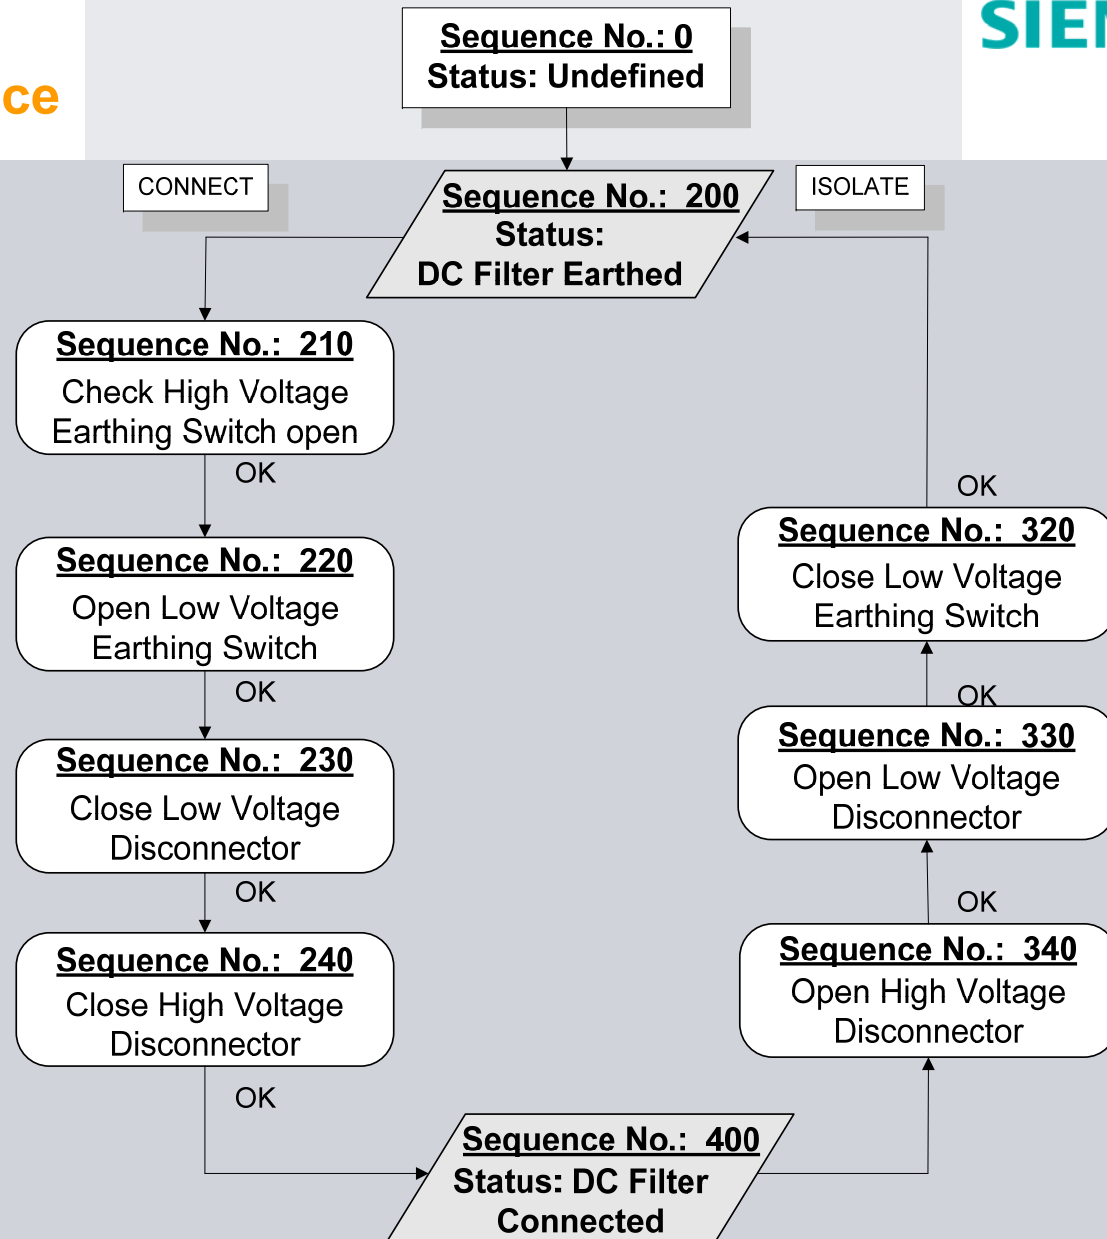 Sequence No.: 0
Status: Undefined
SIEM
ce
CONNECT
ISOLATE
Sequence No.: 200
Status:
DC Filter Earthed
Sequence No.: 210
Check High Voltage
Earthing Switch open
OK
Sequence No.: 220
Open Low Voltage
Earthing Switch
OK
Sequence No.: 230
Close Low Voltage
Disconnector
OK
Sequence No.: 240
Close High Voltage
Disconnector
OK
OK
Sequence No.: 320
Close Low Voltage
Earthing Switch
OK
Sequence No.: 330
Open Low Voltage
Disconnector
OK
Sequence No.: 340
Open High Voltage
Disconnector
Sequence No.: 400
Status: DC Filter
Connected